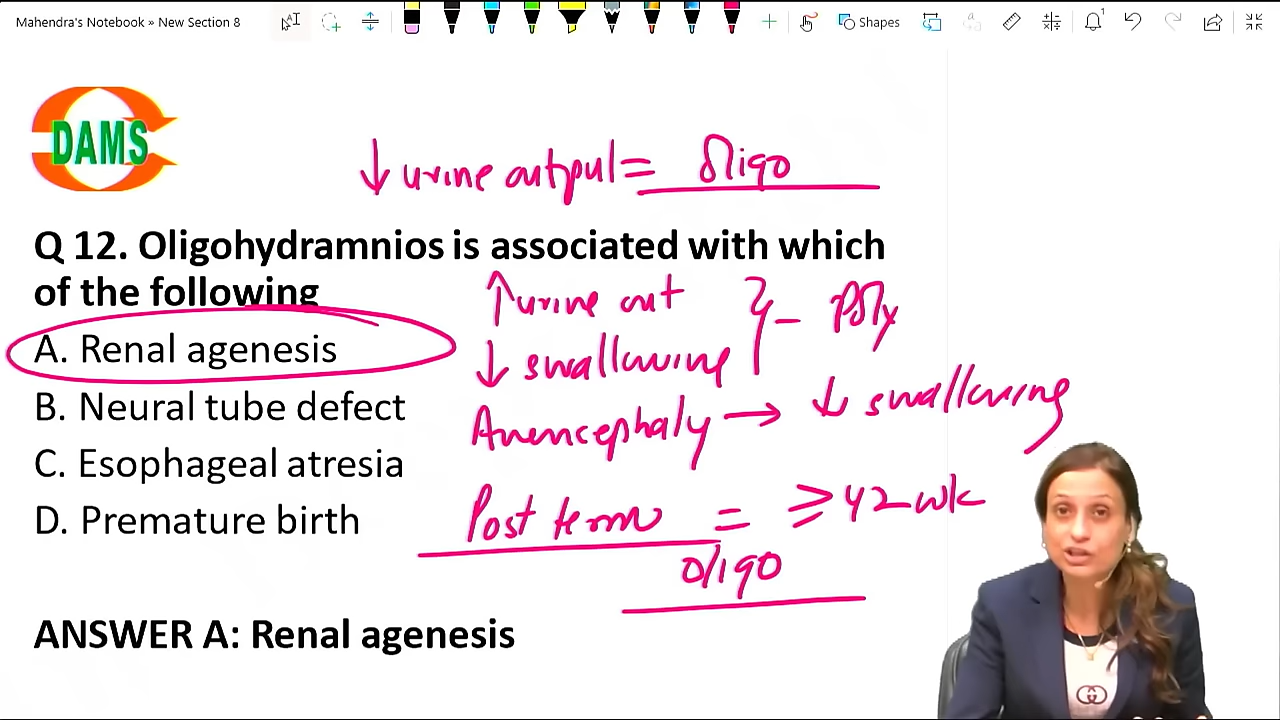 Mahendra's Notebook » New Section 8
Shapes
DAMS
↓ urine output = oligo
Q 12. Oligohydramnios is associated with which
of the following
↑ urine out
↓ swallowing } - Poly
A. Renal agenesis
B. Neural tube defect
Anencephaly → ↓ swallowing
C. Esophageal atresia
D. Premature birth
Post term = ≥ 42 wk
oligo
ANSWER A: Renal agenesis